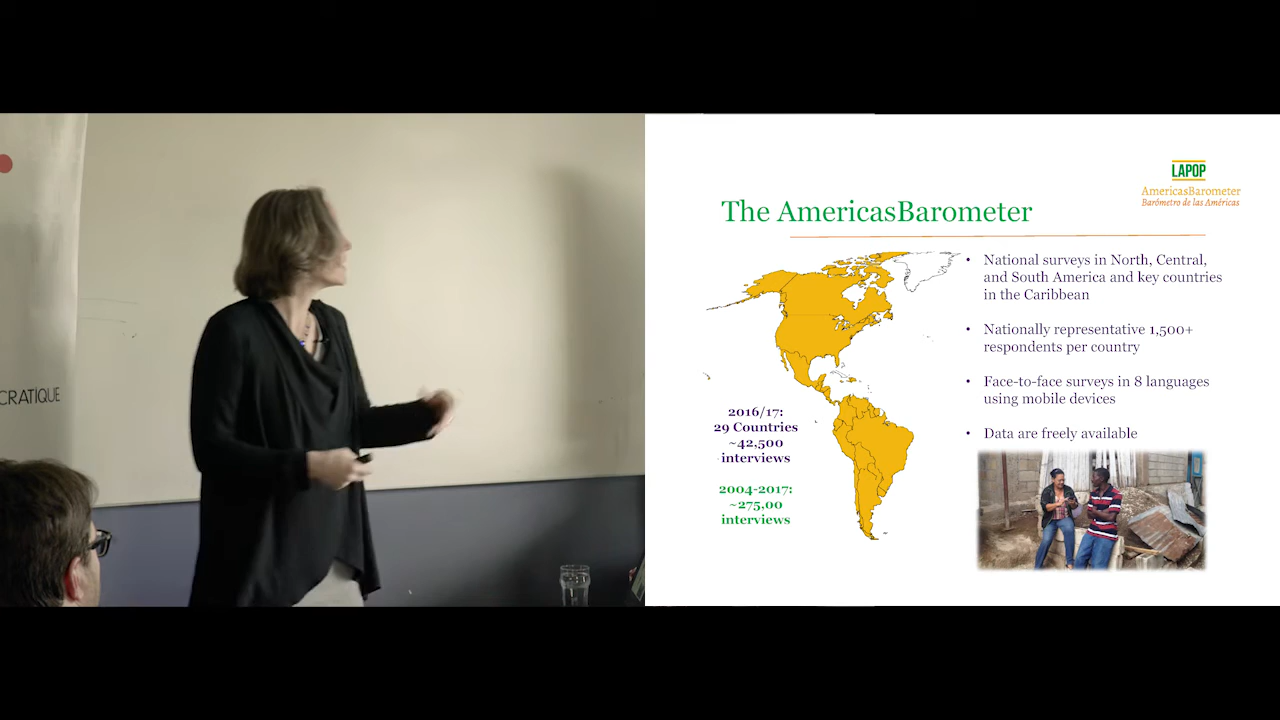 CRATIQUE
LAPOP
AmericasBarometer
Barómetro de las Américas
The AmericasBarometer
• National surveys in North, Central,
and South America and key countries
in the Caribbean
• Nationally representative 1,500+
respondents per country
• Face-to-face surveys in 8 languages
using mobile devices
• Data are freely available
2016/17:
29 Countries
~42,500
interviews
2004-2017:
~275,00
interviews